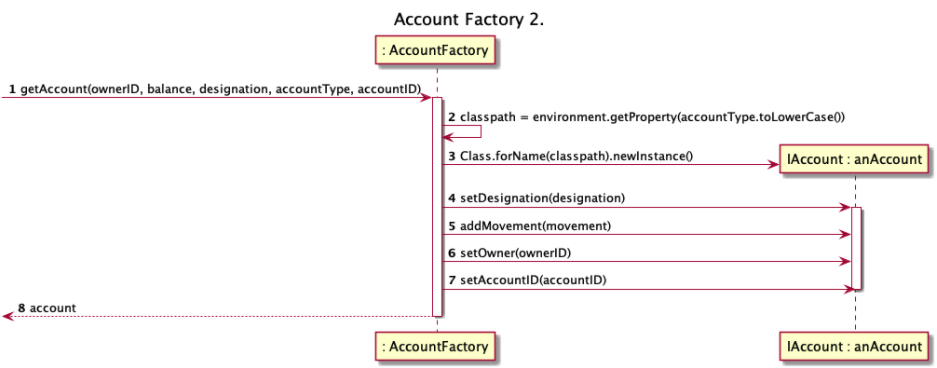 Account Factory 2.
: AccountFactory
1 getAccount(ownerID, balance, designation, accountType, accountID)
2 classpath = environment.getProperty(accountType.toLowerCase())
3 Class.forName(classpath).newInstance()
IAccount : anAccount
4 setDesignation(designation)
5 addMovement(movement)
6 setOwner(ownerID)
7 setAccountID(accountID)
8 account
: AccountFactory
IAccount : anAccount